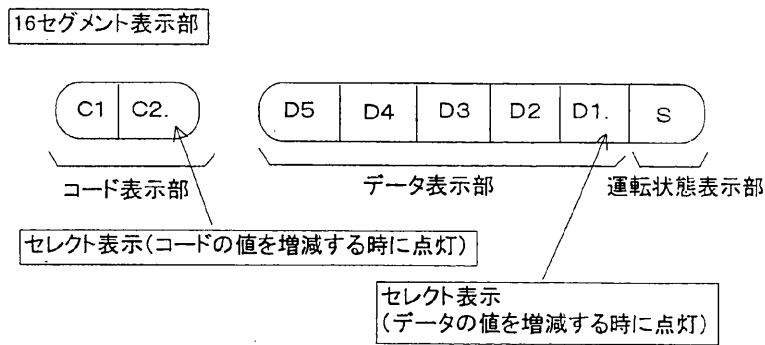 16セグメント表示部
C1 C2. D5 D4 D3 D2 D1. S
コード表示部 データ表示部 運転状態表示部
セレクト表示(コードの値を増減する時に点灯)
セレクト表示
(データの値を増減する時に点灯)